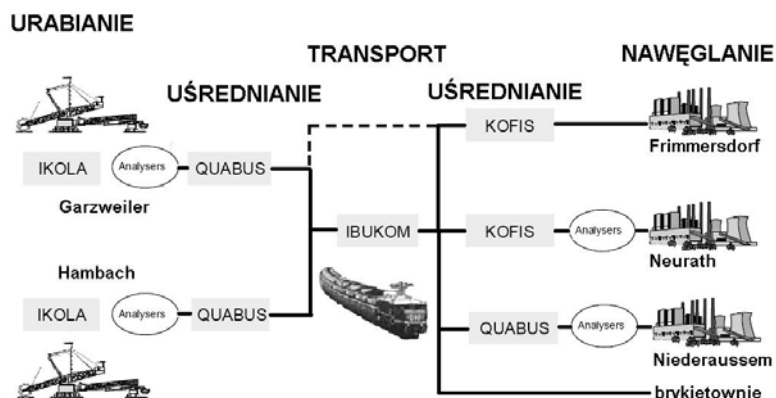 URABIANIE
TRANSPORT
NAWĘGLANIE
UŚREDNIANIE
UŚREDNIANIE
KOFIS
Frimmersdorf
IKOLA
Analysers
QUABUS
Garzweiler
IBUKOM
KOFIS
Analysers
Neurath
Hambach
IKOLA
Analysers
QUABUS
QUABUS
Analysers
Niederaussem
brykietownie